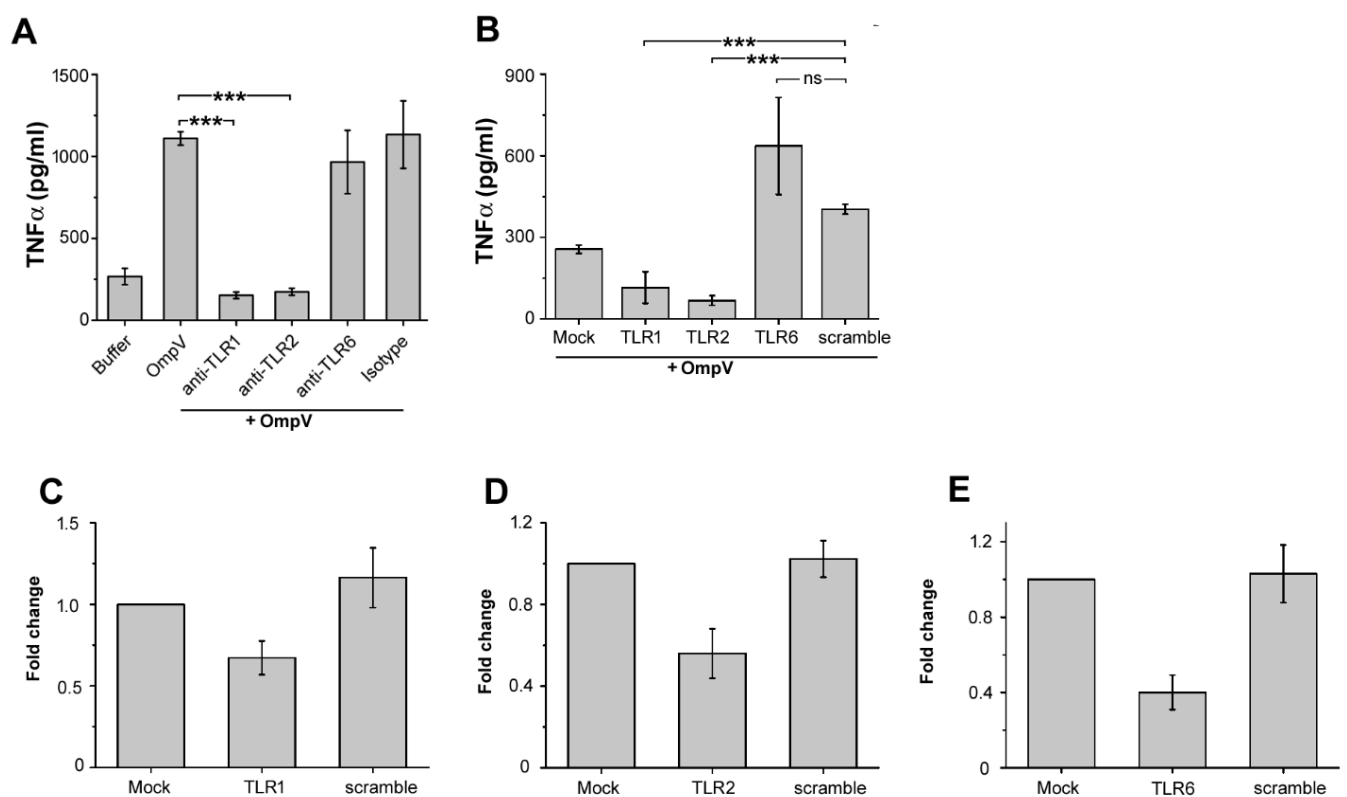 A
TNFα (pg/ml)
1500
1000
500
0
***
***
Buffer
OmpV
anti-TLR1
anti-TLR2
anti-TLR6
Isotype
+ OmpV
B
TNFα (pg/ml)
900
600
300
0
***
***
ns
Mock TLR1 TLR2 TLR6 scramble
+ OmpV
C
Fold change
1.5
1.0
0.5
0
Mock TLR1 scramble
D
Fold change
1.2
0.8
0.4
0
Mock TLR2 scramble
E
Fold change
1.2
0.8
0.4
0
Mock TLR6 scramble